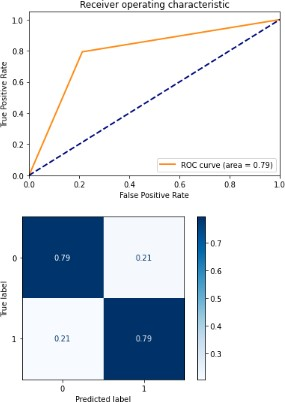 Receiver operating characteristic
1.0
0.8
0.6
0.4
0.2
0.0
True Positive Rate
0.0 0.2 0.4 0.6 0.8 1.0
False Positive Rate
ROC curve (area = 0.79)
0
1
True label
0.79 0.21
0.21 0.79
0 1
Predicted label
0.7
0.6
0.5
0.4
0.3